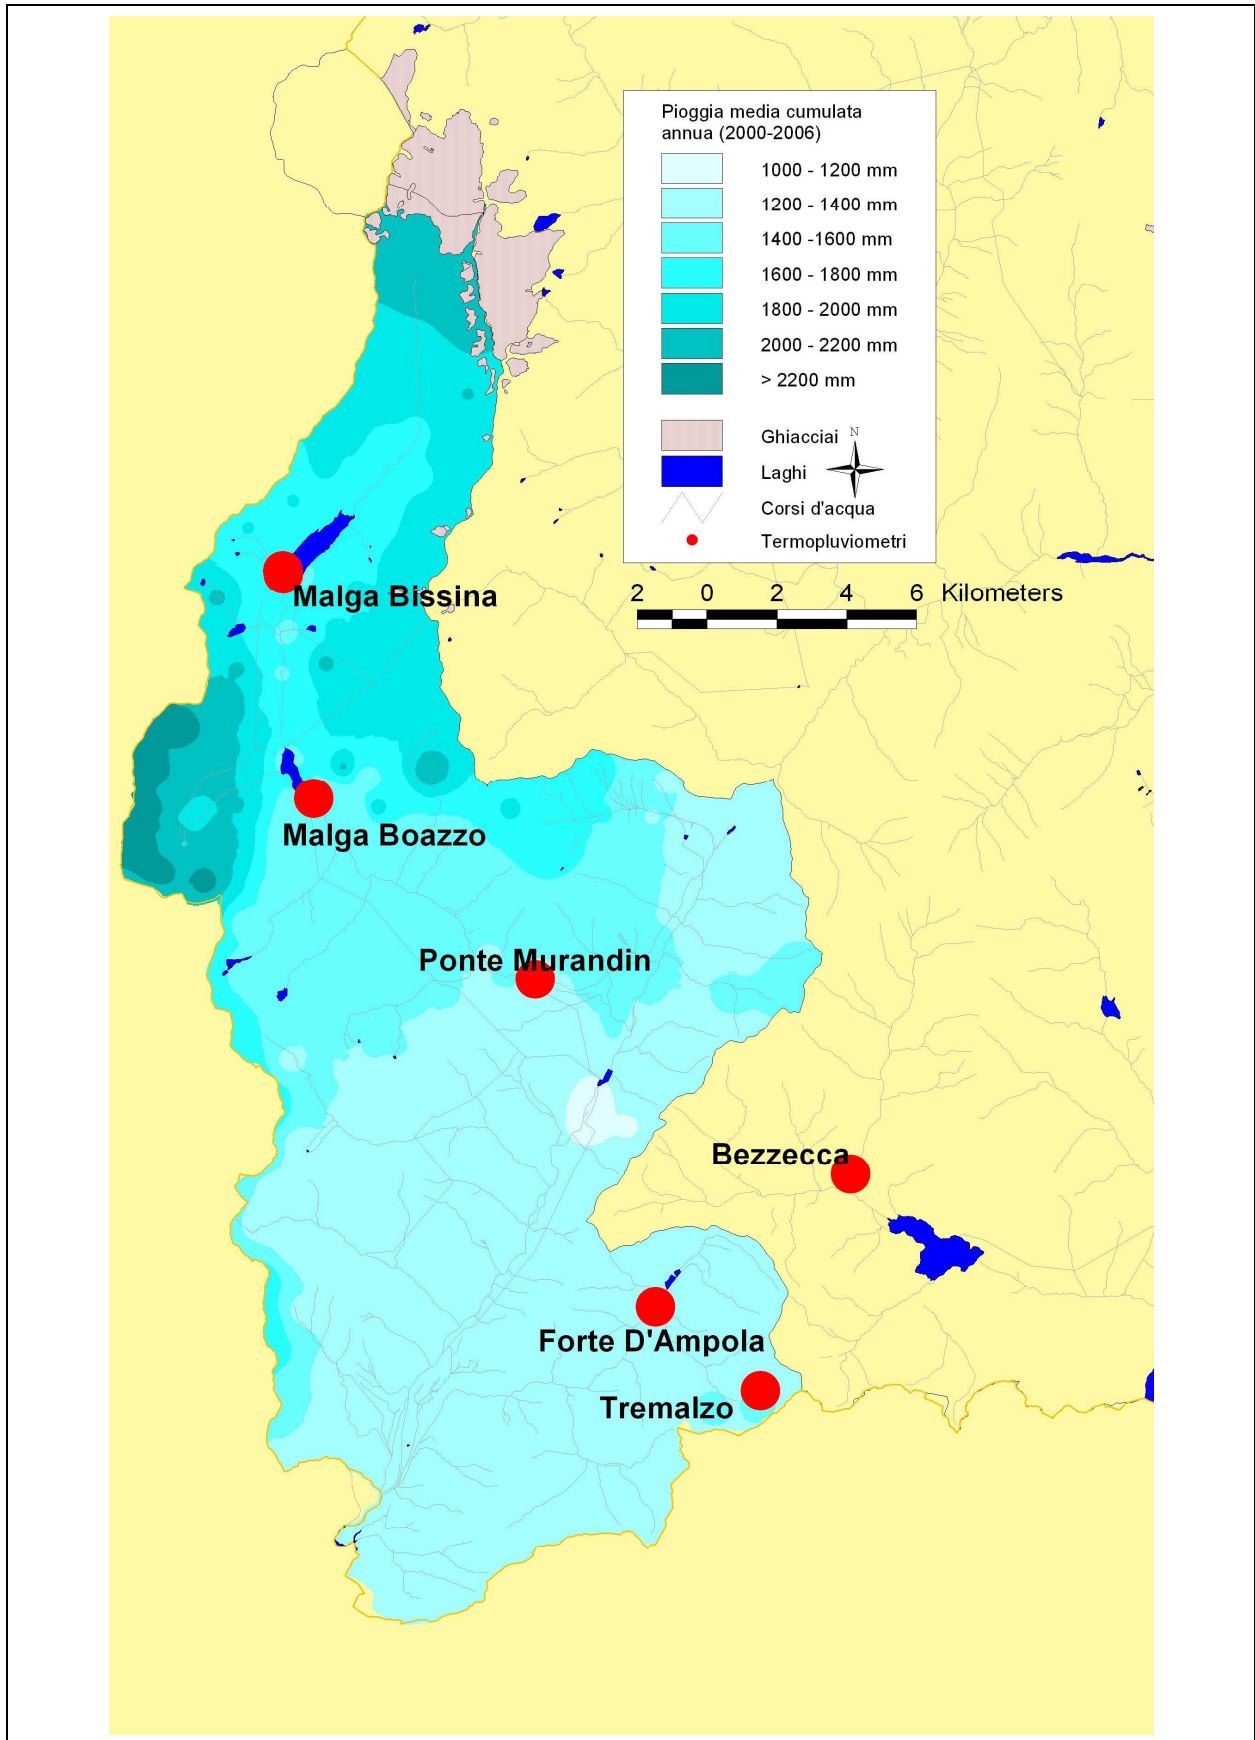 Pioggia media cumulata
annua (2000-2006)
1000 - 1200 mm
1200 - 1400 mm
1400 -1600 mm
1600 - 1800 mm
1800 - 2000 mm
2000 - 2200 mm
> 2200 mm
Ghiacciai
N
Laghi
Corsi d'acqua
Termopluviometri
2 0 2 4 6 Kilometers
Malga Bissina
Malga Boazzo
Ponte Murandin
Bezzecca
Forte D'Ampola
Tremalzo